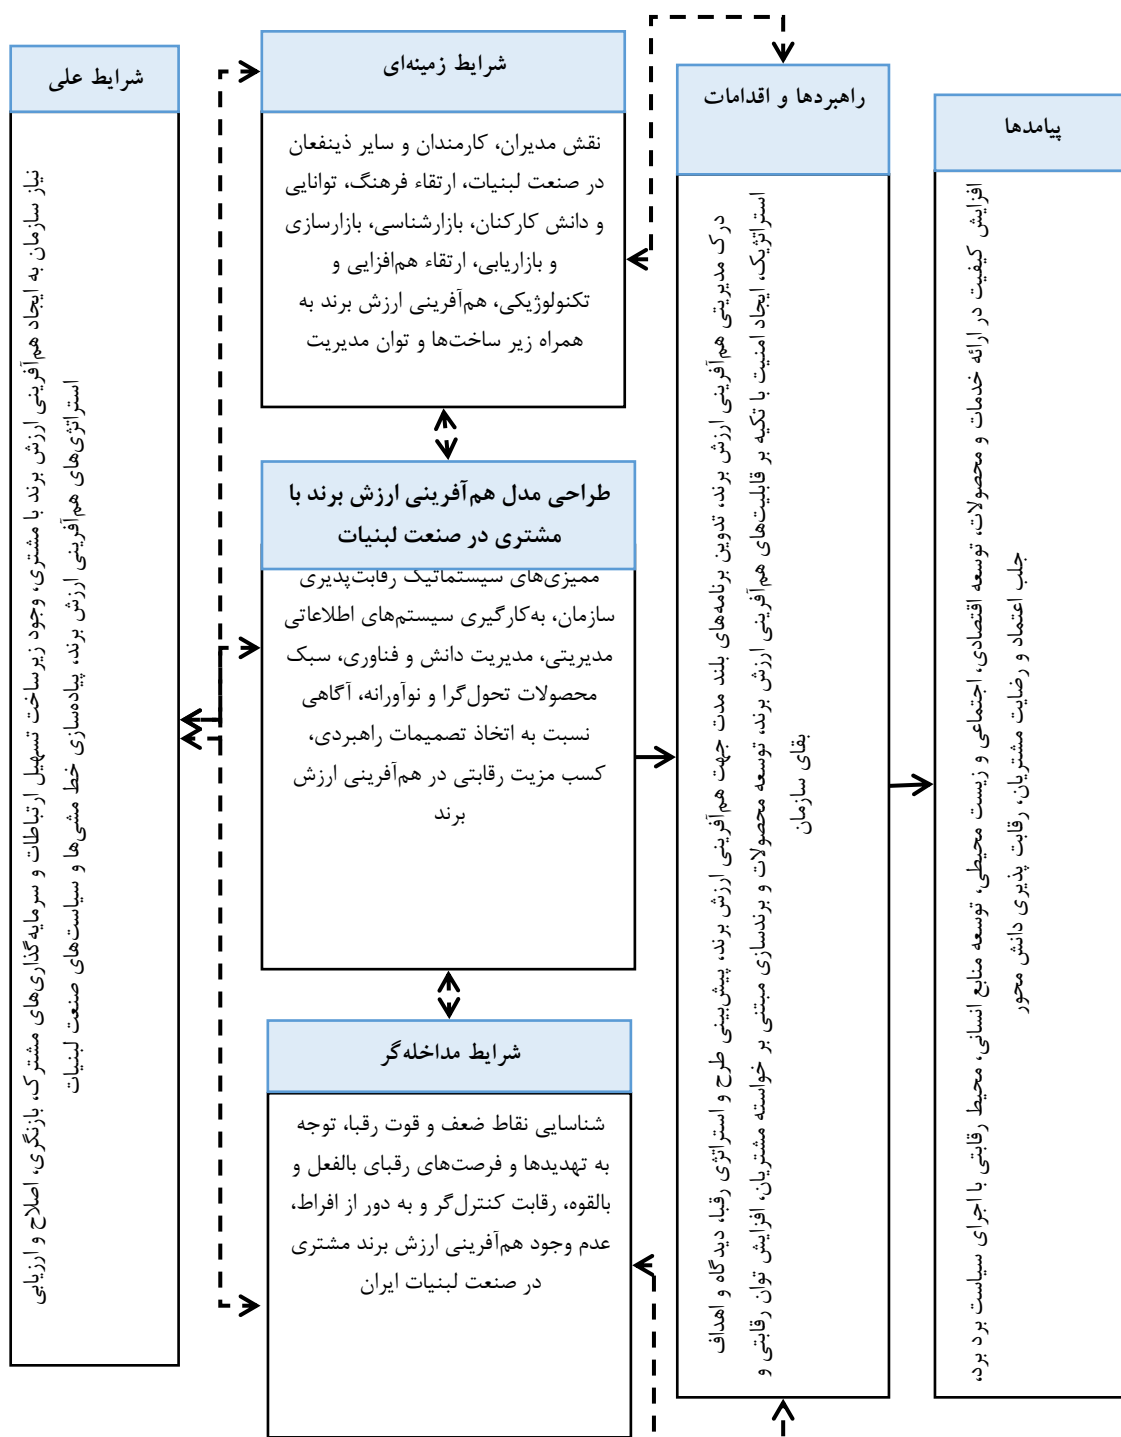 شرایط علی
نیاز سازمان به ایجاد هم‌آفرینی ارزش برند با مشتری، وجود زیرساخت تسهیل ارتباطات و سرمایه‌گذاری‌های مشترک، بازنگری، اصلاح و ارزیابی
استراتژی‌های هم‌آفرینی ارزش برند، پیاده‌سازی خط مشی‌ها و سیاست‌های صنعت لبنیات
شرایط زمینه‌ای
نقش مدیران، کارمندان و سایر ذینفعان
در صنعت لبنیات، ارتقاء فرهنگ، توانایی
و دانش کارکنان، بازارشناسی، بازارسازی
و بازاریابی، ارتقاء هم‌افزایی و
تکنولوژیکی، هم‌آفرینی ارزش برند به
همراه زیر ساخت‌ها و توان مدیریت
طراحی مدل هم‌آفرینی ارزش برند با
مشتری در صنعت لبنیات
ممیزی‌های سیستماتیک رقابت‌پذیری
سازمان، به‌کارگیری سیستم‌های اطلاعاتی
مدیریتی، مدیریت دانش و فناوری، سبک
محصولات تحول‌گرا و نوآورانه، آگاهی
نسبت به اتخاذ تصمیمات راهبردی،
کسب مزیت رقابتی در هم‌آفرینی ارزش
برند
شرایط مداخله‌گر
شناسایی نقاط ضعف و قوت رقبا، توجه
به تهدیدها و فرصت‌های رقبای بالفعل و
بالقوه، رقابت کنترل‌گر و به دور از افراط،
عدم وجود هم‌آفرینی ارزش برند مشتری
در صنعت لبنیات ایران
راهبردها و اقدامات
درک مدیریتی هم‌آفرینی ارزش برند، تدوین برنامه‌های بلند مدت جهت هم‌آفرینی ارزش برند، پیش‌بینی طرح و استراتژی رقبا، دیدگاه و اهداف
استراتژیک، ایجاد امنیت با تکیه بر قابلیت‌های هم‌آفرینی ارزش برند، توسعه محصولات و برندسازی مبتنی بر خواسته مشتریان، افزایش توان رقابتی و
بقای سازمان
پیامدها
افزایش کیفیت در ارائه خدمات و محصولات، توسعه اقتصادی، اجتماعی و زیست محیطی، توسعه منابع انسانی، محیط رقابتی با اجرای سیاست برد برد،
جلب اعتماد و رضایت مشتریان، رقابت پذیری دانش محور